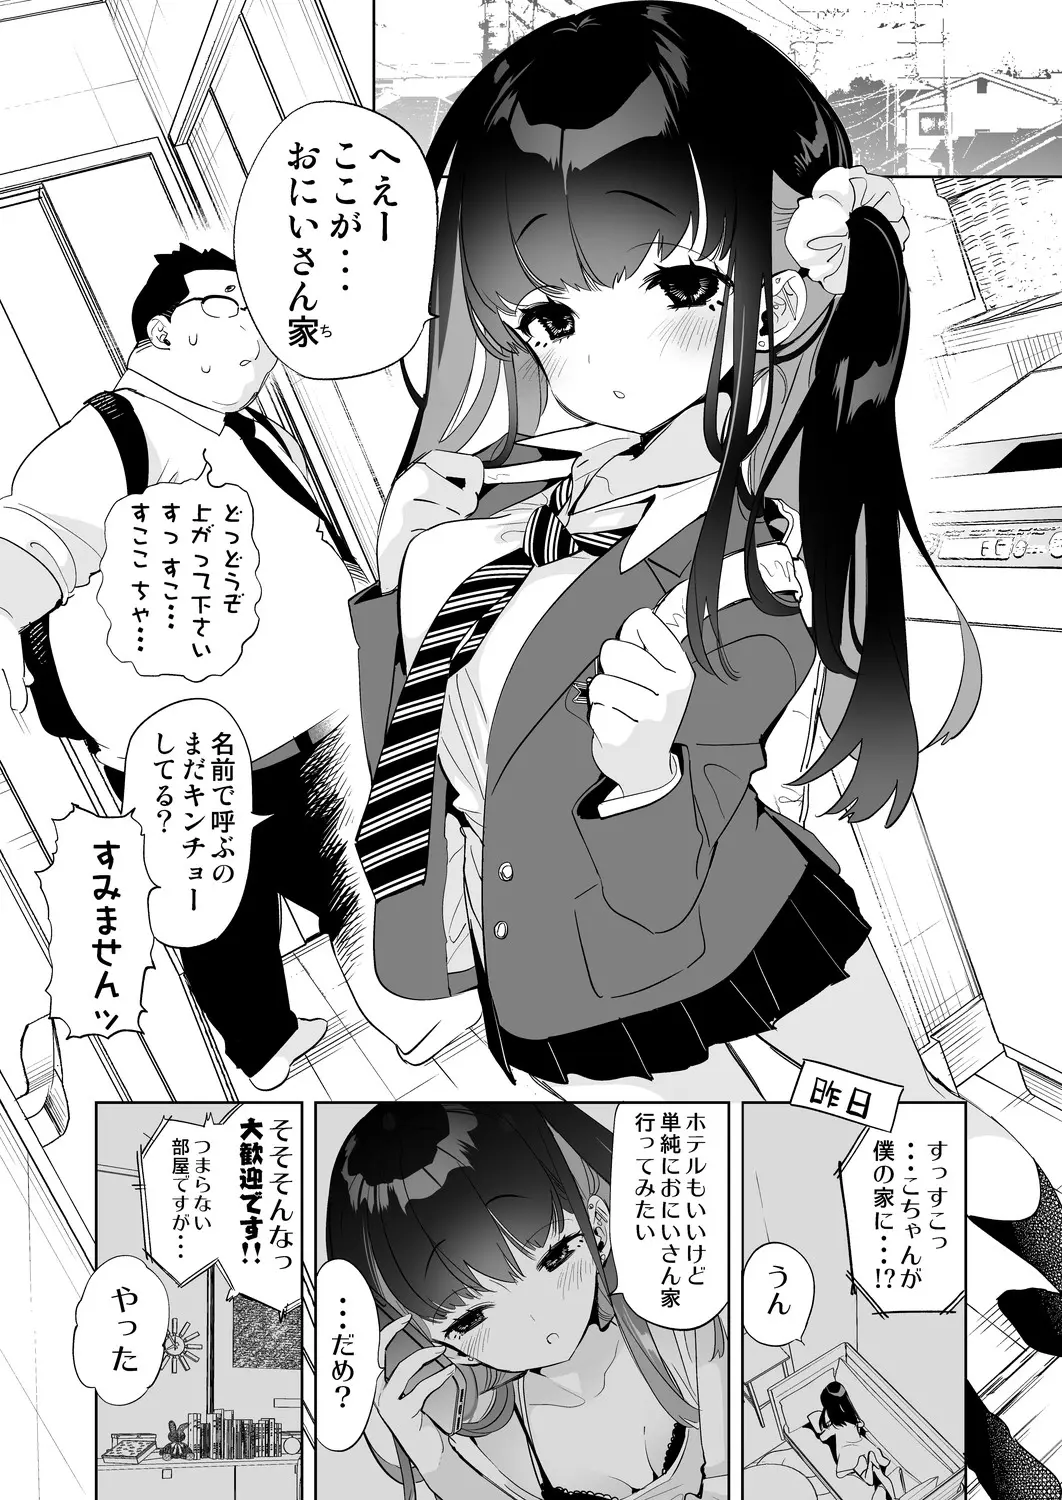 へえー
ここが・・・
おにいさん家
ち
どっどうぞ
上がって下さい
すっすこ・・・
すここちゃ・・・
名前で呼ぶの
まだキンチョー
してる?
すみませんッ
昨日
すっすこっ
・・・こちゃんが
僕の家に・・・!?
うん
ホテルもいいけど
単純におにいさん家
行ってみたい
・・・だめ?
そそそんなっ
大歓迎です!!
つまらない
部屋ですが・・・
やった